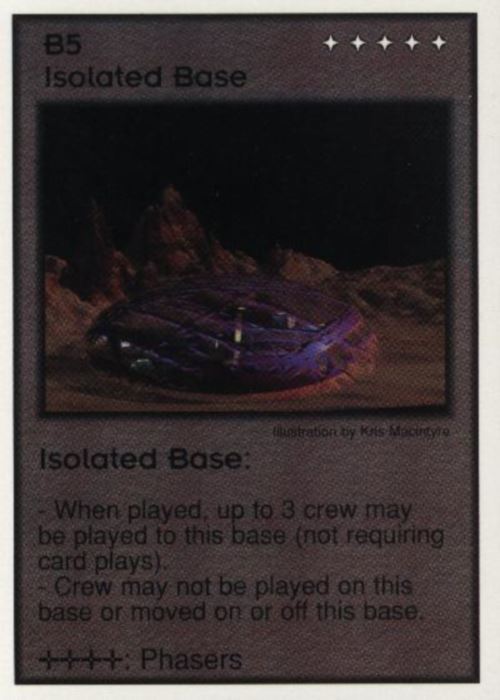 B5
Isolated Base
Illustration by Kris Macintyre
Isolated Base:
- When played, up to 3 crew may
be played to this base (not requiring
card plays).
- Crew may not be played on this
base or moved on or off this base.
++++: Phasers